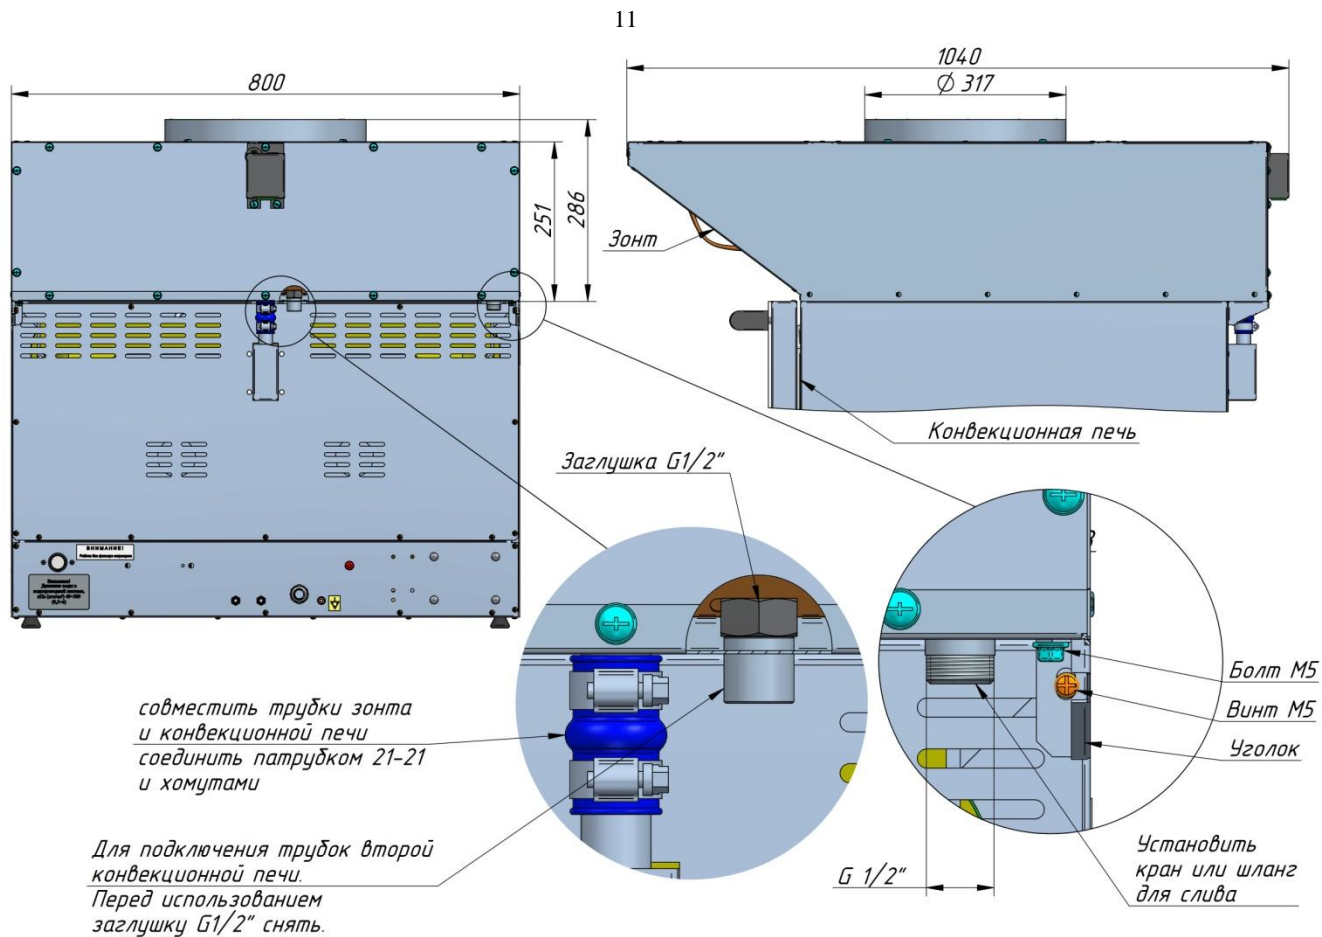 11
800
1040
Ø 317
251
286
Зонт
Конвекционная печь
Заглушка G1/2"
ВНИМАНИЕ!
Болт М5
Винт М5
Уголок
совместить трубки зонта
и конвекционной печи
соединить патрубком 21-21
и хомутами
Для подключения трубок второй
конвекционной печи.
Перед использованием
заглушку G1/2" снять.
G 1/2"
Установить
кран или шланг
для слива